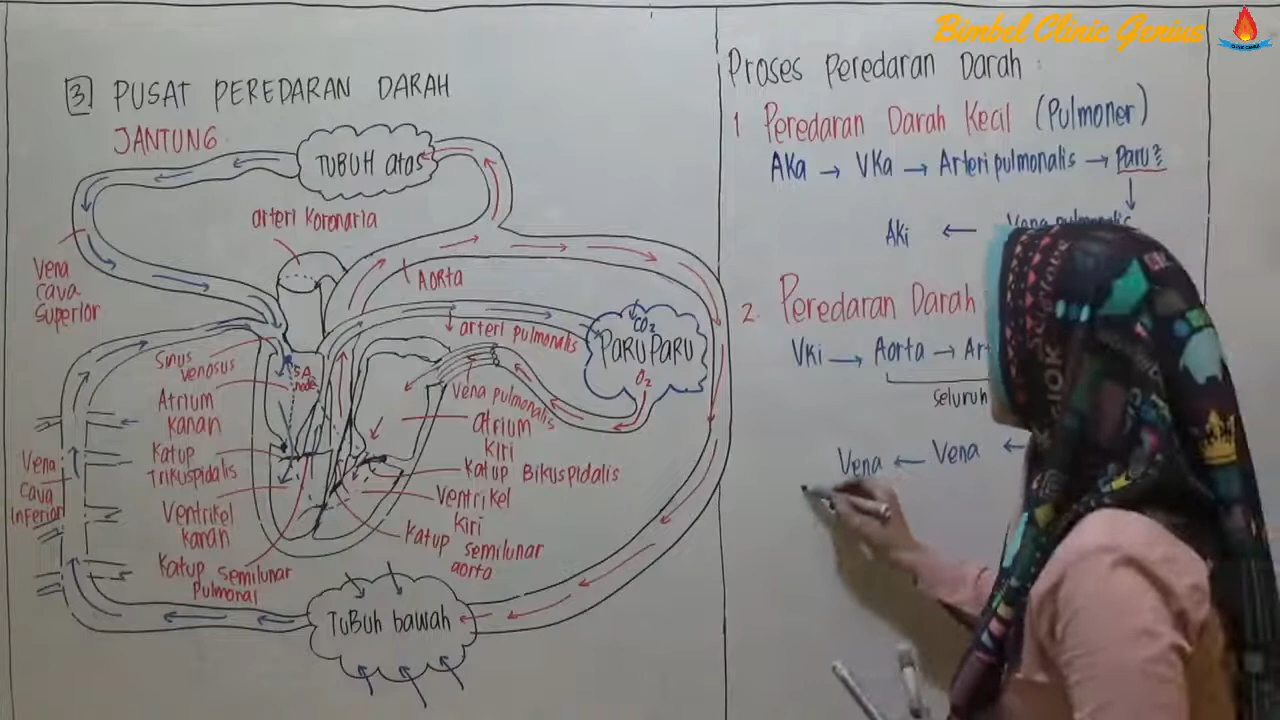 Bimbel Clinic Genius
3 PUSAT PEREDARAN DARAH
JANTUNG
TUBUH atas
arteri koronaria
Vena
Cava
Superior
AORTA
arteri pulmonalis
CO2
PARU PARU
O2
Sinus
Venosus
SA
node
Vena pulmonalis
Atrium
kanan
atrium
kiri
Katup
Trikuspidalis
Katup Bikuspidalis
Vena
Cava
Inferior
Ventrikel
kanan
Ventrikel
kiri
Katup semilunar
aorta
Katup semilunar
Pulmonal
TUBUh bawah
Proses Peredaran Darah :
1 Peredaran Darah Kecil (Pulmoner)
AKa → VKa → Arteri pulmonalis → Paru2
↓
AKi ← Vena pulmonalis
2. Peredaran Darah
VKi → Aorta → Art
seluruh
Vena ← Vena ←